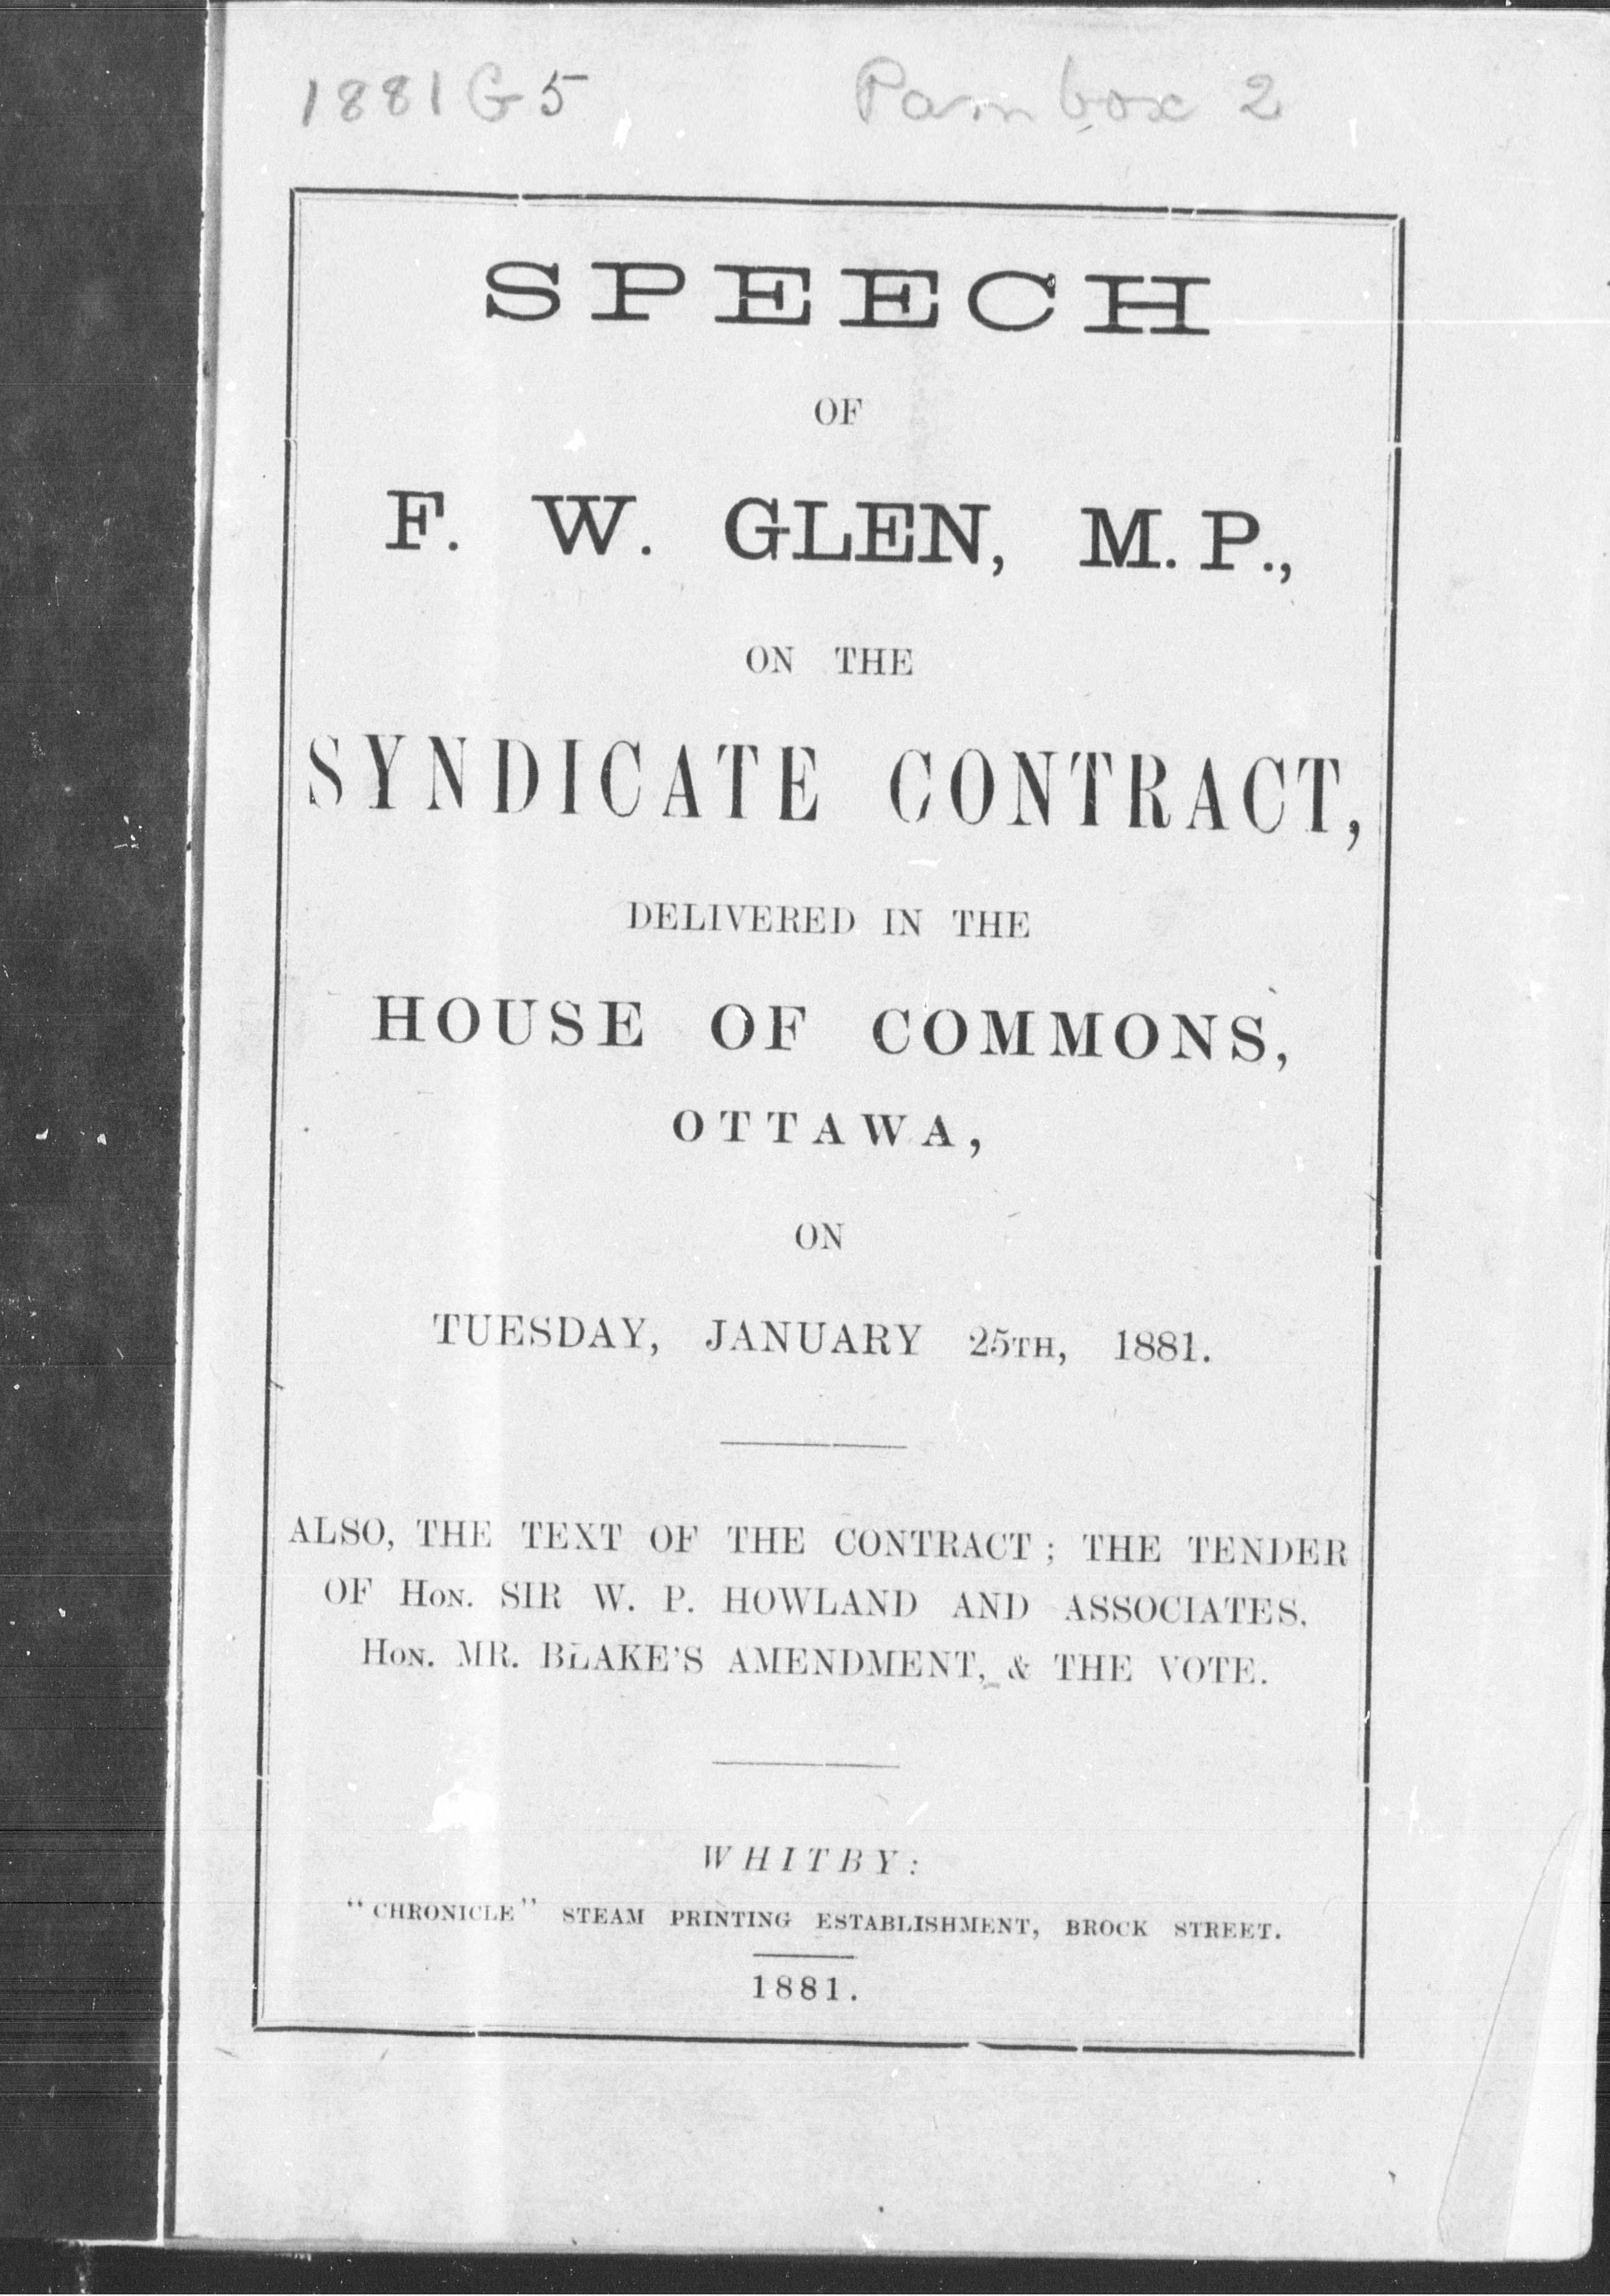 1881 G5 Pam box 2
SPEECH
OF
F. W. GLEN, M. P.,
ON THE
SYNDICATE CONTRACT,
DELIVERED IN THE
HOUSE OF COMMONS,
OTTAWA,
ON
TUESDAY, JANUARY 25TH, 1881.
ALSO, THE TEXT OF THE CONTRACT; THE TENDER
OF HON. SIR W. P. HOWLAND AND ASSOCIATES,
HON. MR. BLAKE'S AMENDMENT, & THE VOTE.
WHITBY:
"CHRONICLE" STEAM PRINTING ESTABLISHMENT, BROCK STREET.
1881.